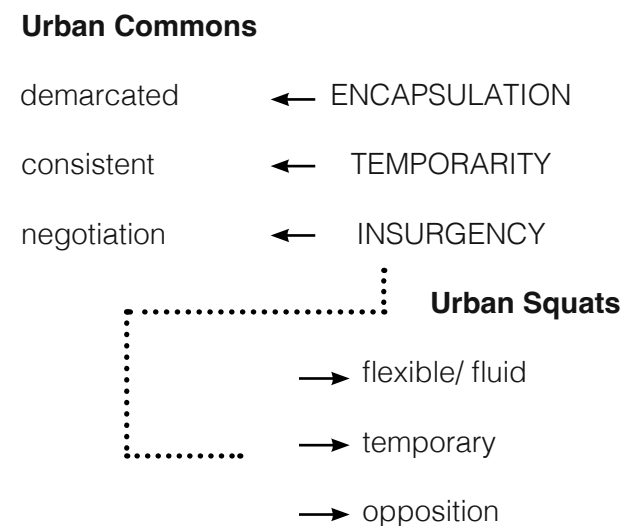 Urban Commons
demarcated ← ENCAPSULATION
consistent ← TEMPORARITY
negotiation ← INSURGENCY
Urban Squats
→ flexible/ fluid
→ temporary
→ opposition